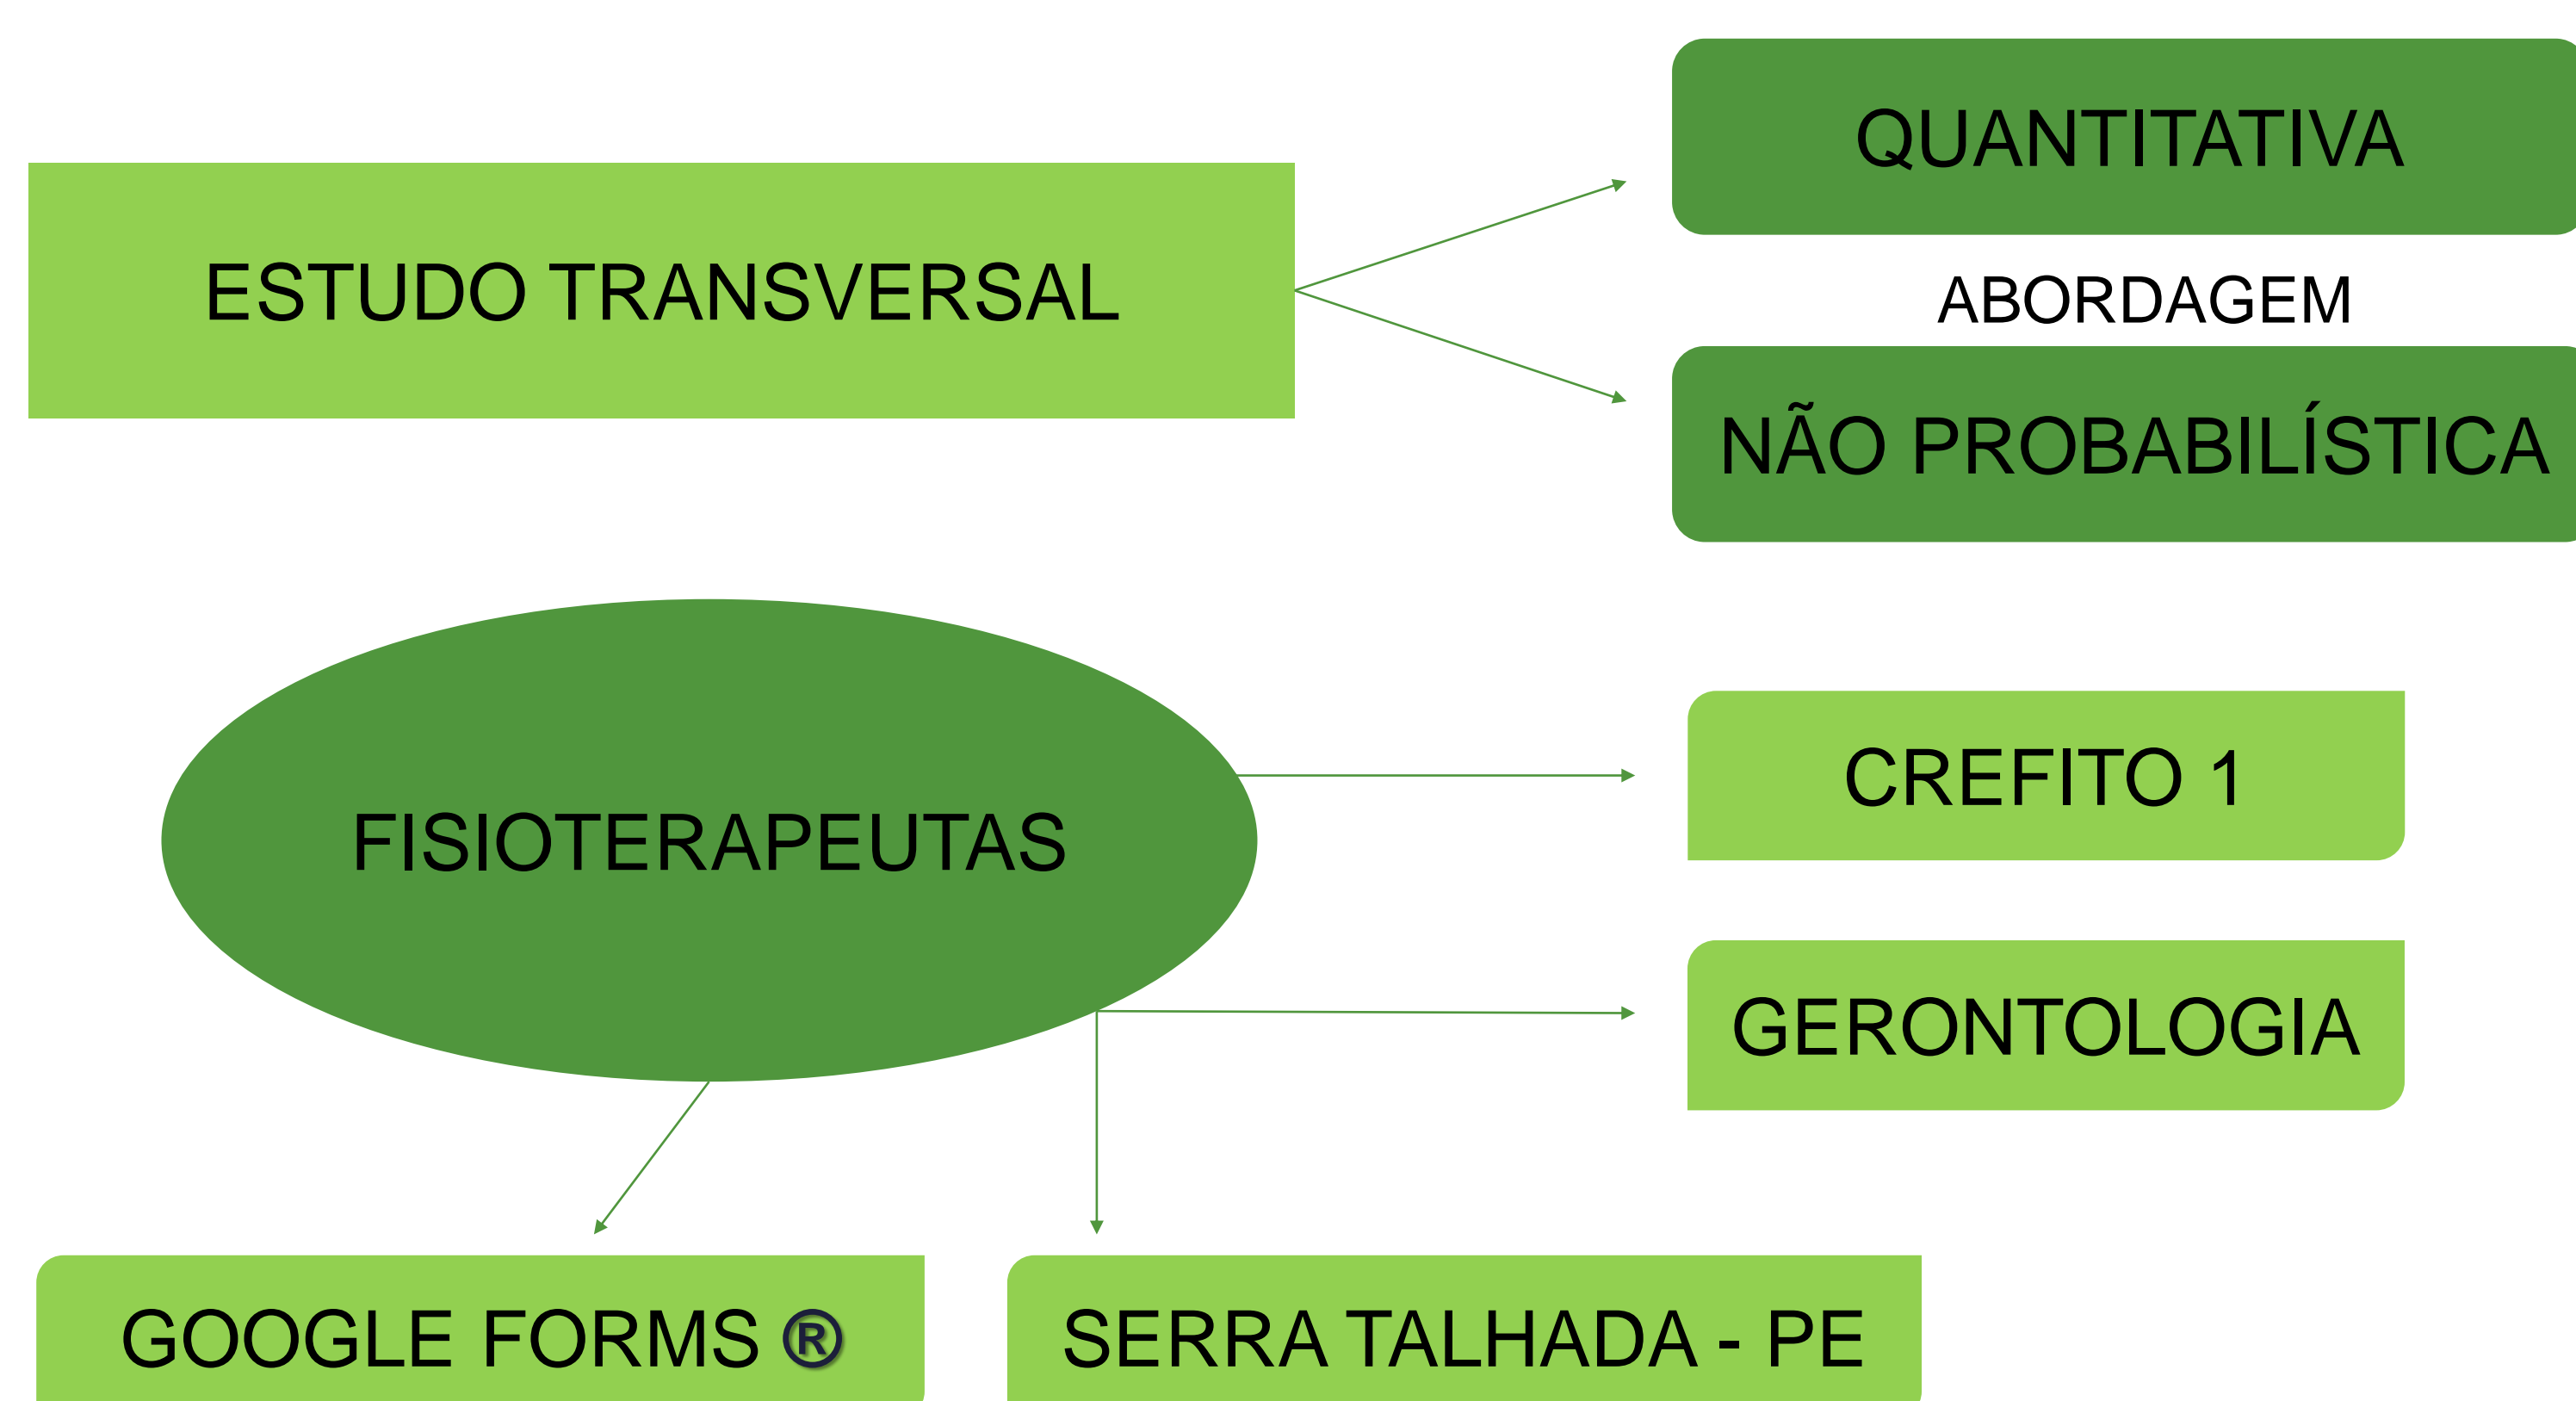 QUANTITATIVA
ESTUDO TRANSVERSAL
ABORDAGEM
NÃO PROBABILÍSTICA
CREFITO 1
FISIOTERAPEUTAS
GERONTOLOGIA
GOOGLE FORMS ®
SERRA TALHADA - PE